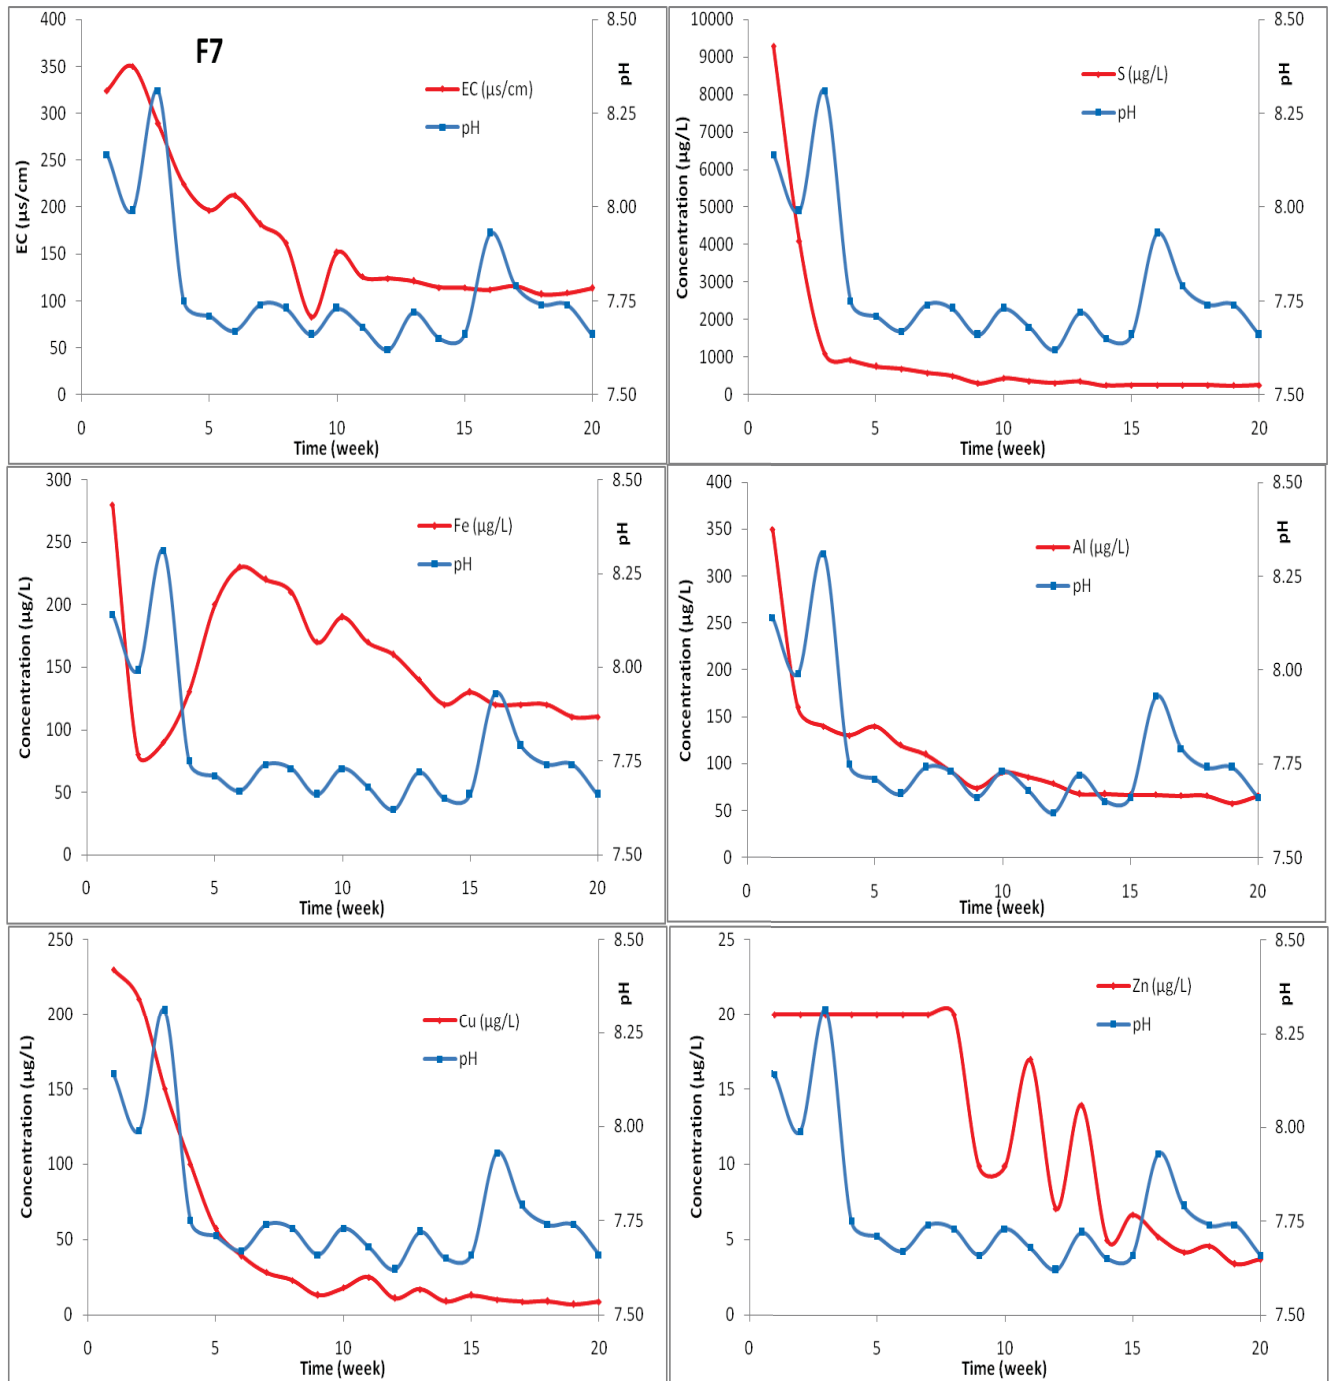 F7
400
350
300
250
200
150
100
50
0
EC (µs/cm)
8.50
8.25
8.00
7.75
7.50
pH
EC (µs/cm)
pH
0 5 10 15 20
Time (week)
10000
9000
8000
7000
6000
5000
4000
3000
2000
1000
0
Concentration (µg/L)
8.50
8.25
8.00
7.75
7.50
pH
S (µg/L)
pH
0 5 10 15 20
Time (week)
300
250
200
150
100
50
0
Concentration (µg/L)
8.50
8.25
8.00
7.75
7.50
pH
Fe (µg/L)
pH
0 5 10 15 20
Time (week)
400
350
300
250
200
150
100
50
0
Concentration (µg/L)
8.50
8.25
8.00
7.75
7.50
pH
Al (µg/L)
pH
0 5 10 15 20
Time (week)
250
200
150
100
50
0
Concentration (µg/L)
8.50
8.25
8.00
7.75
7.50
pH
Cu (µg/L)
pH
0 5 10 15 20
Time (week)
25
20
15
10
5
0
Concentration (µg/L)
8.50
8.25
8.00
7.75
7.50
pH
Zn (µg/L)
pH
0 5 10 15 20
Time (week)